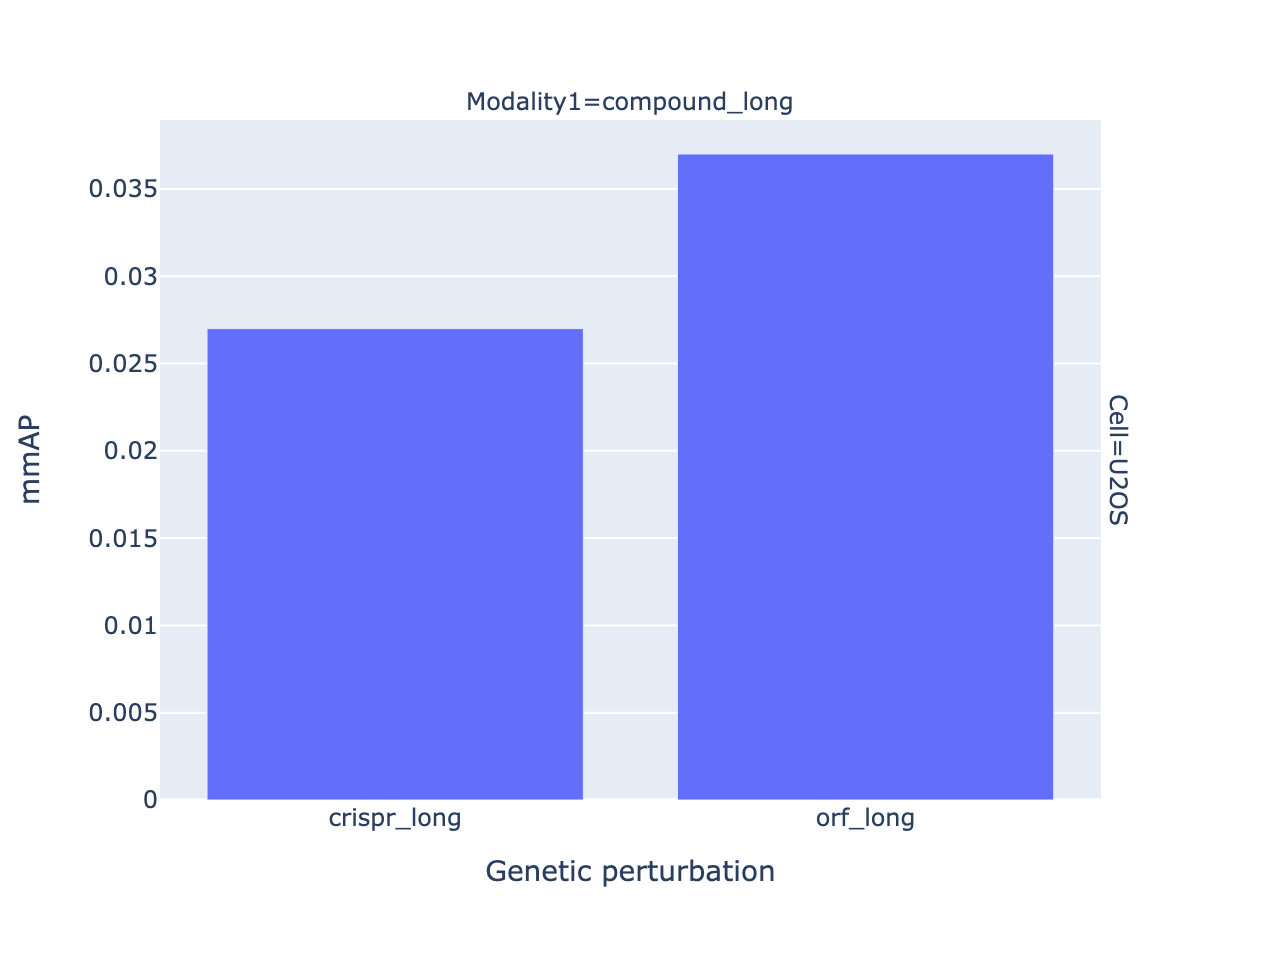 Modality1=compound_long
0.035
0.03
0.025
0.02
0.015
0.01
0.005
0
mmAP
Cell=U2OS
crispr_long
orf_long
Genetic perturbation